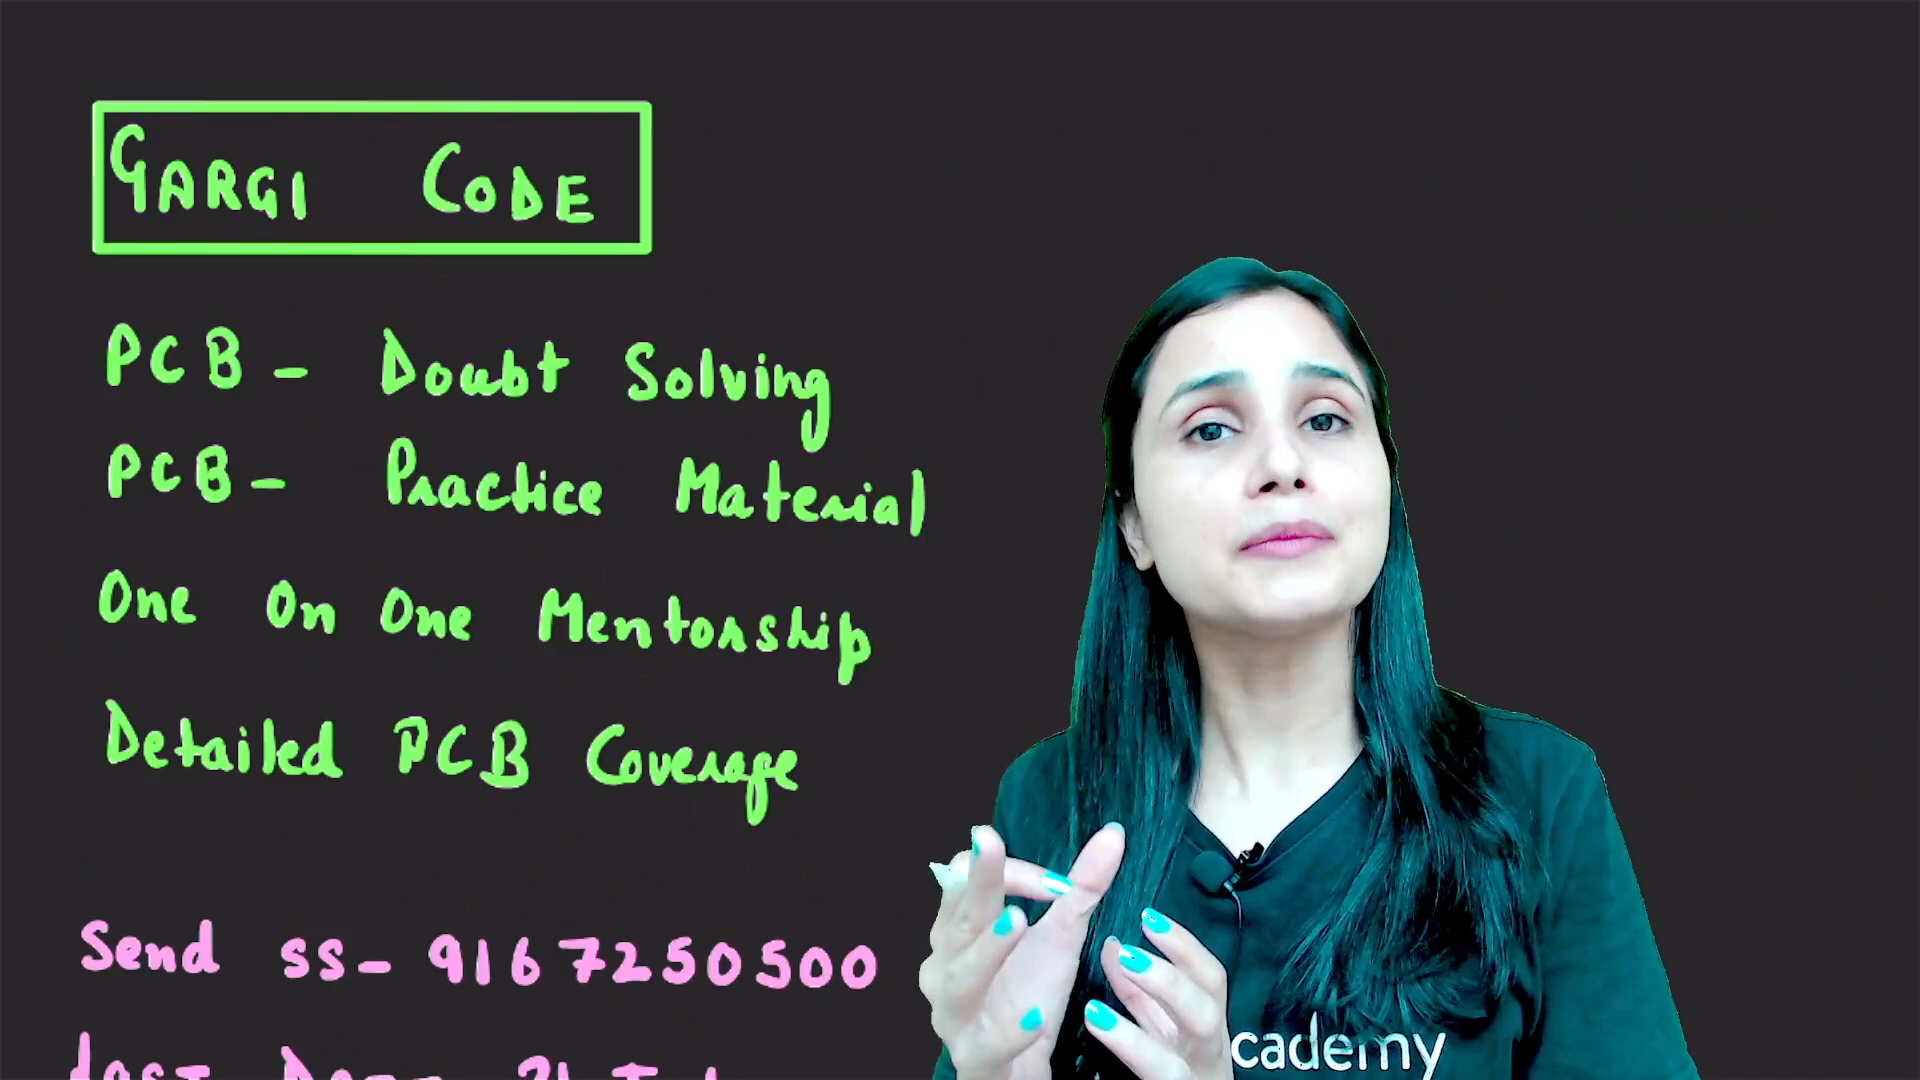 GARGI CODE
PCB - Doubt Solving
PCB - Practice Material
One On One Mentorship
Detailed PCB Coverage
Send SS - 9167250500
cademy